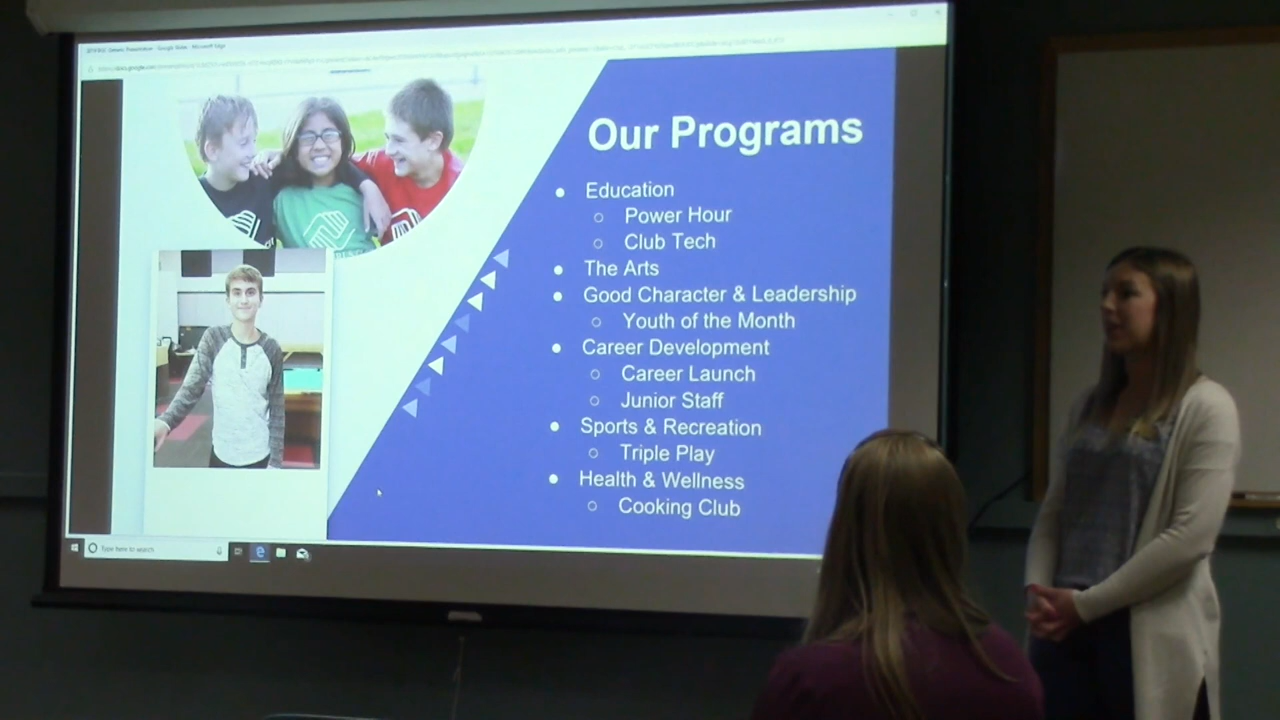 Our Programs
Education
Power Hour
Club Tech
The Arts
Good Character & Leadership
Youth of the Month
Career Development
Career Launch
Junior Staff
Sports & Recreation
Triple Play
Health & Wellness
Cooking Club
Type here to search